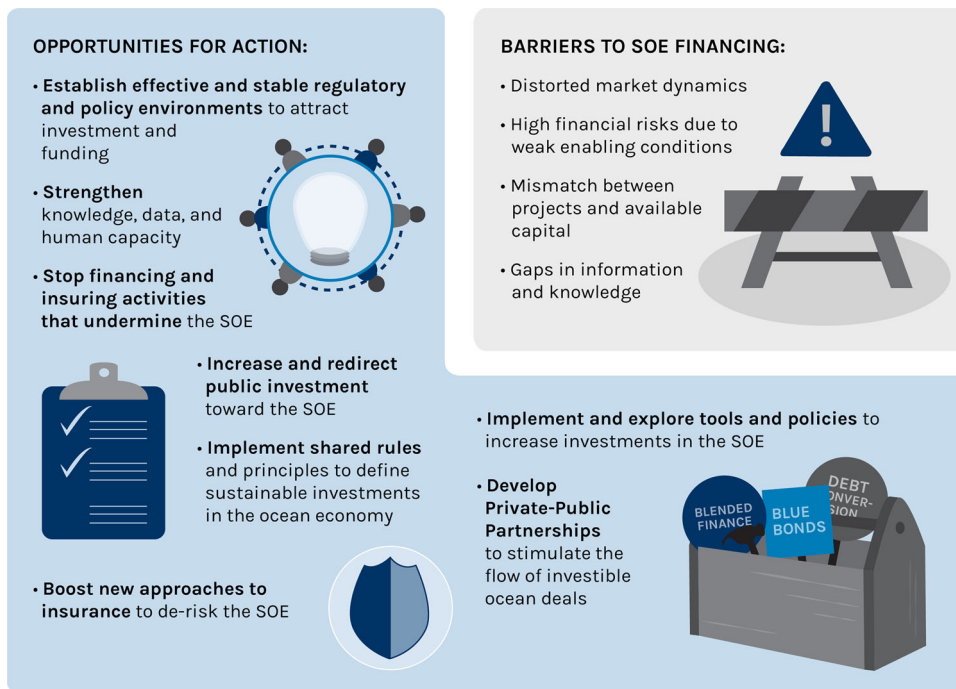 OPPORTUNITIES FOR ACTION:
• Establish effective and stable regulatory
and policy environments to attract
investment and
funding
• Strengthen
knowledge, data, and
human capacity
• Stop financing and
insuring activities
that undermine the SOE
• Increase and redirect
public investment
toward the SOE
• Implement shared rules
and principles to define
sustainable investments
in the ocean economy
• Boost new approaches to
insurance to de-risk the SOE
BARRIERS TO SOE FINANCING:
• Distorted market dynamics
• High financial risks due to
weak enabling conditions
• Mismatch between
projects and available
capital
• Gaps in information
and knowledge
• Implement and explore tools and policies to
increase investments in the SOE
• Develop
Private-Public
Partnerships
to stimulate the
flow of investible
ocean deals
BLENDED
FINANCE
BLUE
BONDS
DEBT
CONVER-
SION